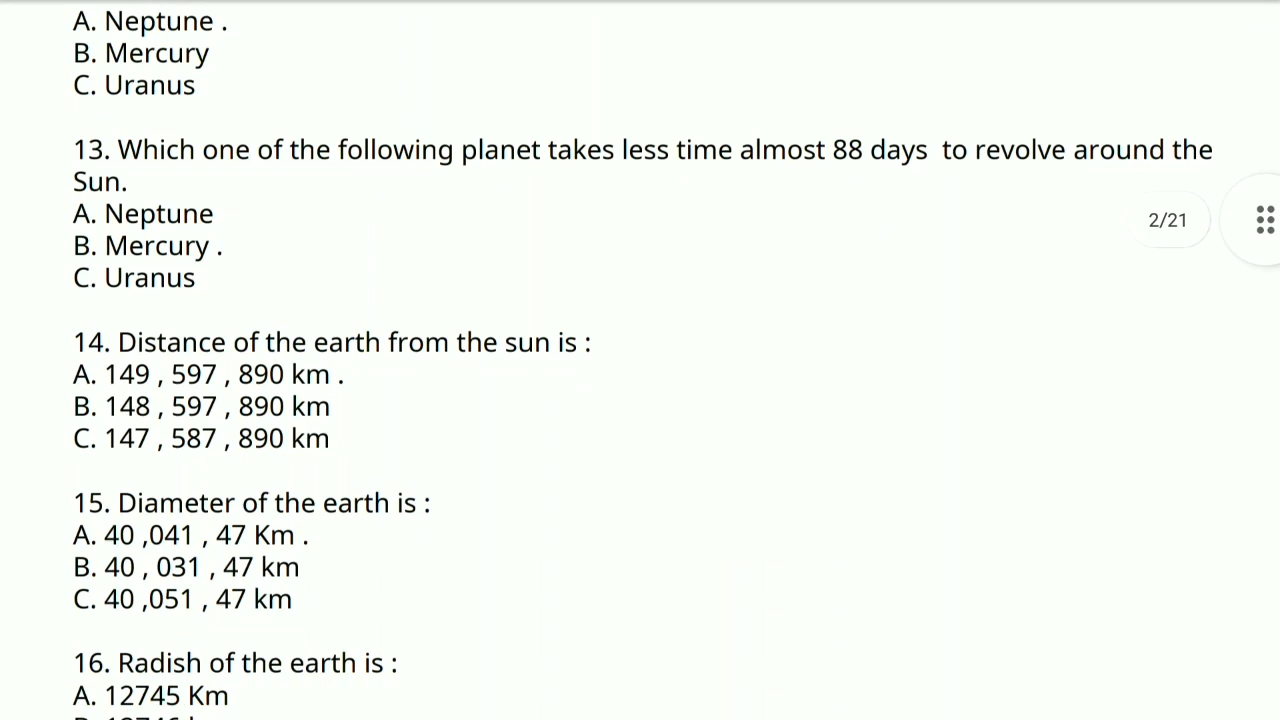 A. Neptune .
B. Mercury
C. Uranus
13. Which one of the following planet takes less time almost 88 days  to revolve around the
Sun.
A. Neptune
B. Mercury .
C. Uranus
2/21
14. Distance of the earth from the sun is :
A. 149 , 597 , 890 km .
B. 148 , 597 , 890 km
C. 147 , 587 , 890 km
15. Diameter of the earth is :
A. 40 ,041 , 47 Km .
B. 40 , 031 , 47 km
C. 40 ,051 , 47 km
16. Radish of the earth is :
A. 12745 Km